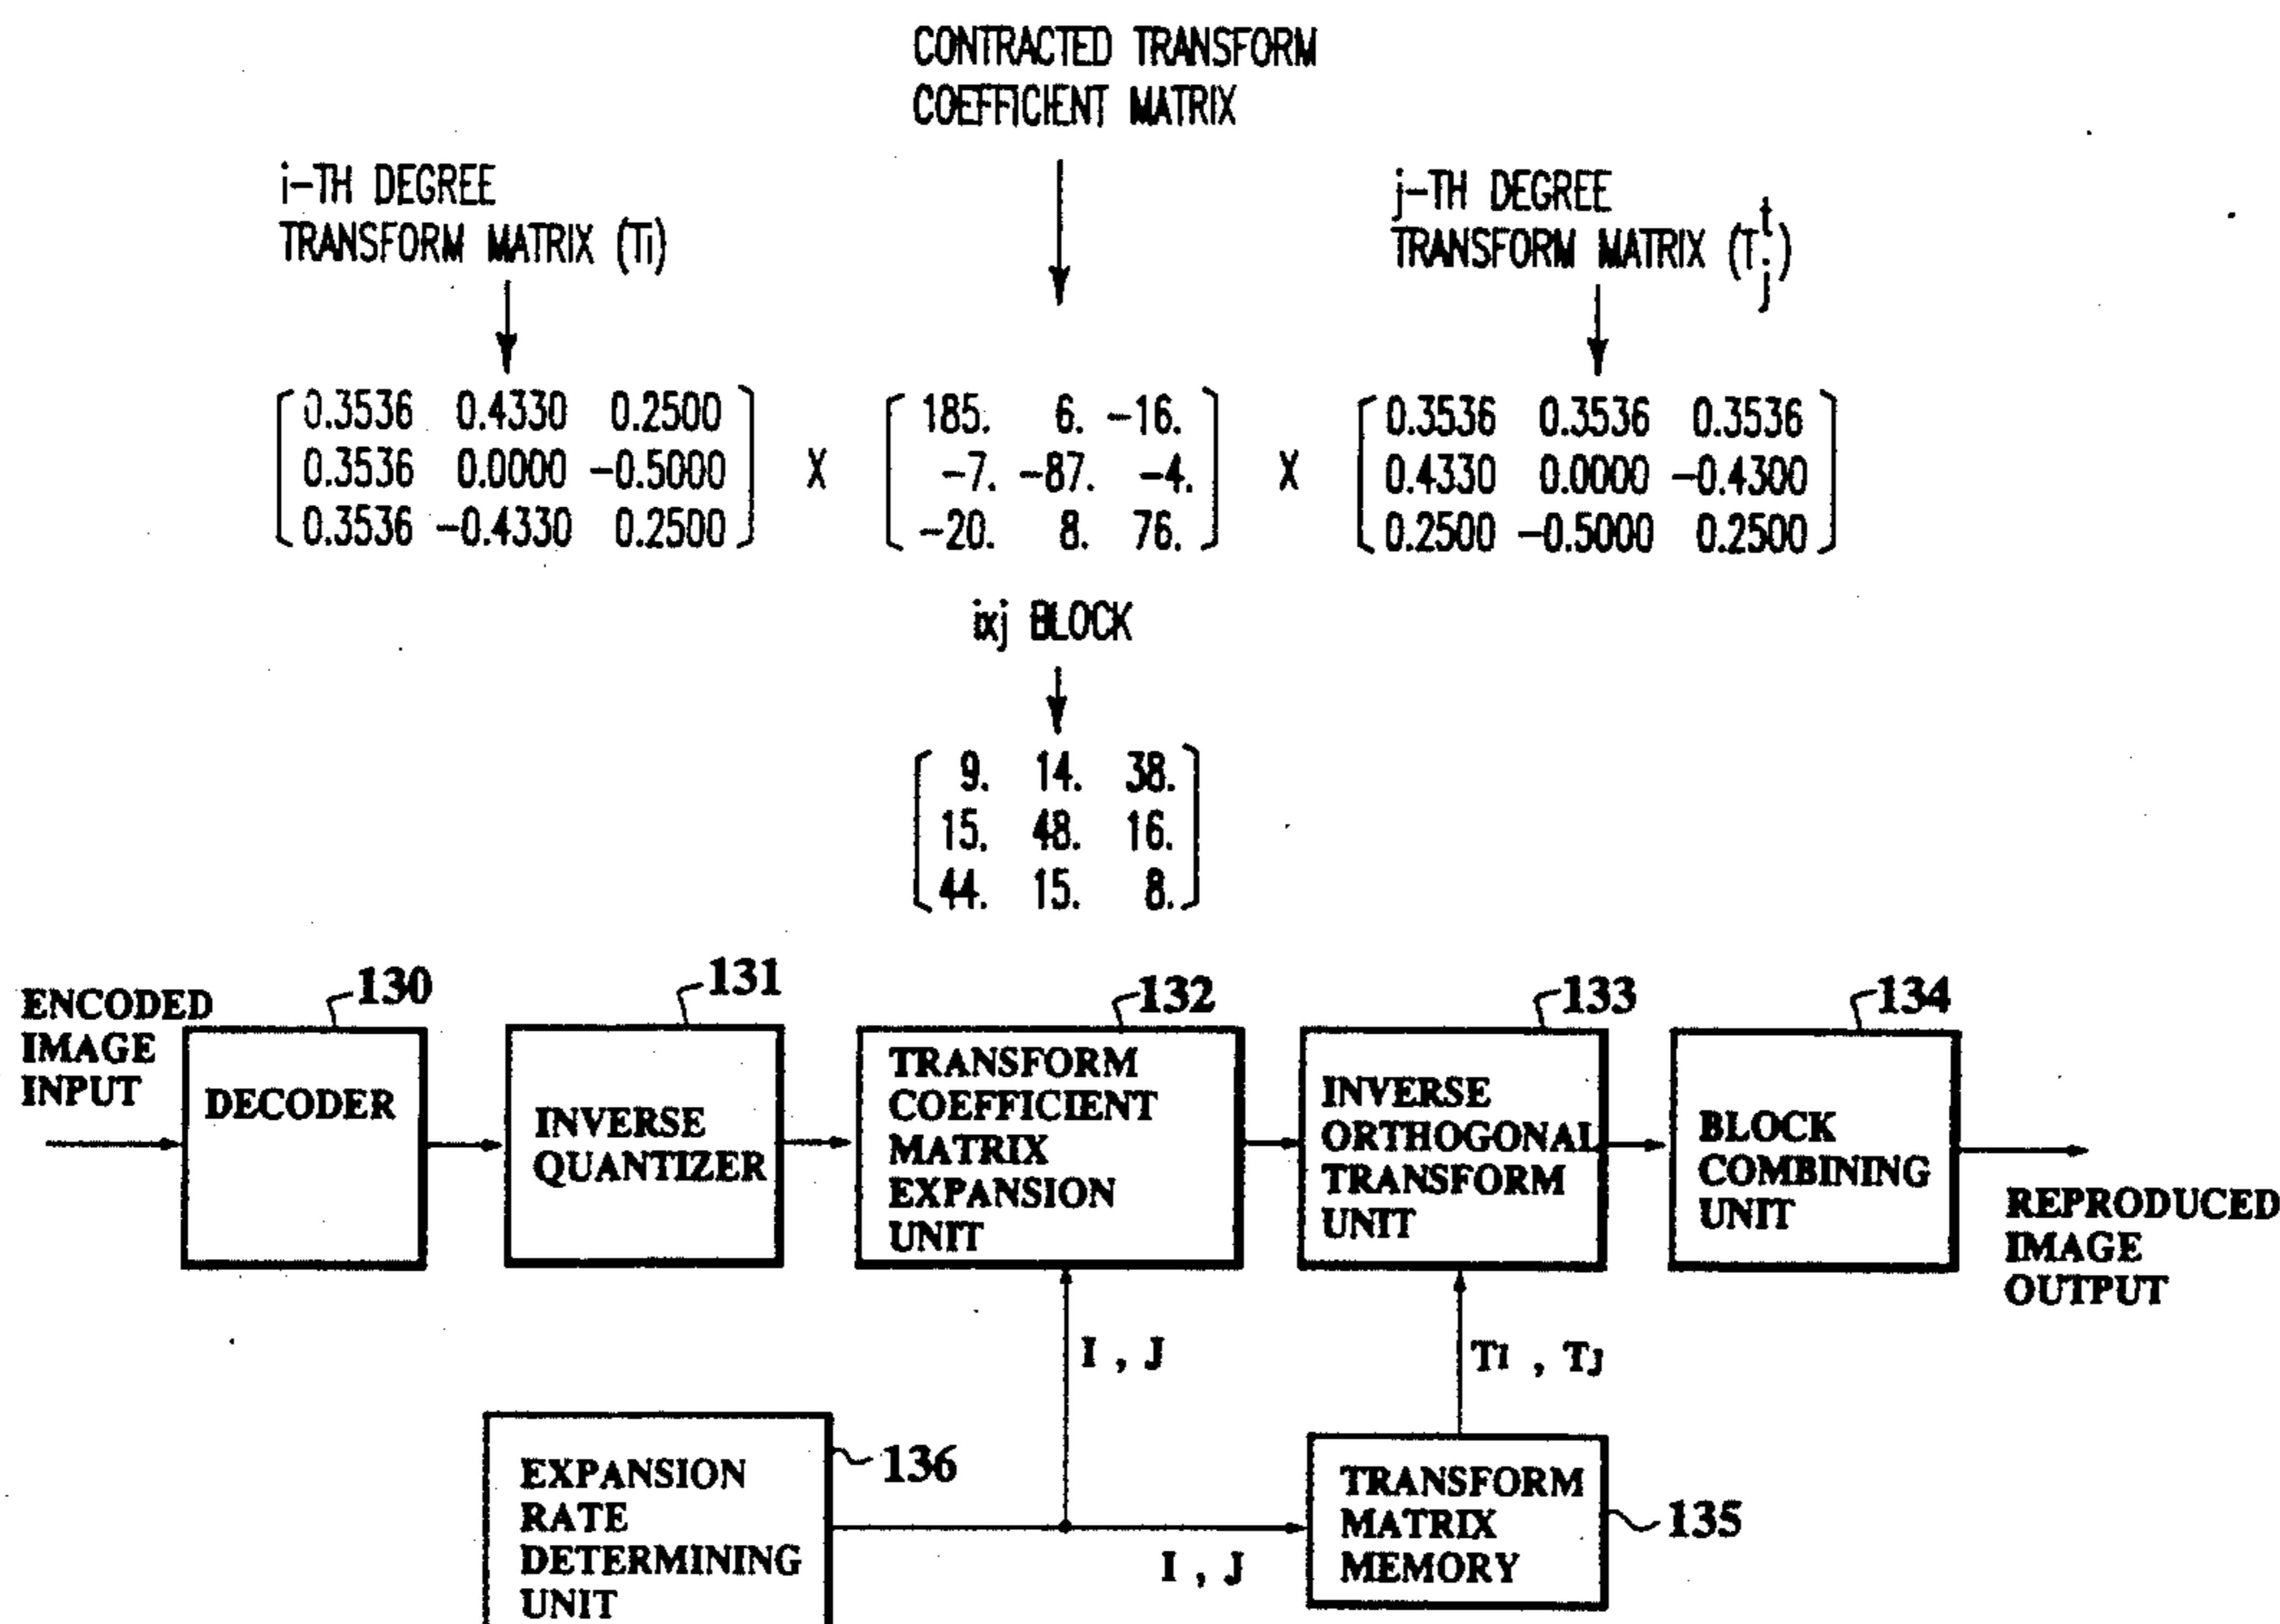 CONTRACTED TRANSFORM
COEFFICIENT MATRIX
i-TH DEGREE
TRANSFORM MATRIX (Ti)
j-TH DEGREE
TRANSFORM MATRIX (T^t_j)
0.3536 0.4330 0.2500
0.3536 0.0000 -0.5000
0.3536 -0.4330 0.2500
X
185. 6. -16.
-7. -87. -4.
-20. 8. 76.
X
0.3536 0.3536 0.3536
0.4330 0.0000 -0.4300
0.2500 -0.5000 0.2500
ixj BLOCK
9. 14. 38.
15. 48. 16.
44. 15. 8.
ENCODED
IMAGE
INPUT
130
DECODER
131
INVERSE
QUANTIZER
132
TRANSFORM
COEFFICIENT
MATRIX
EXPANSION
UNIT
133
INVERSE
ORTHOGONAL
TRANSFORM
UNIT
134
BLOCK
COMBINING
UNIT
REPRODUCED
IMAGE
OUTPUT
I , J
TI , TJ
136
EXPANSION
RATE
DETERMINING
UNIT
I , J
TRANSFORM
MATRIX
MEMORY
135